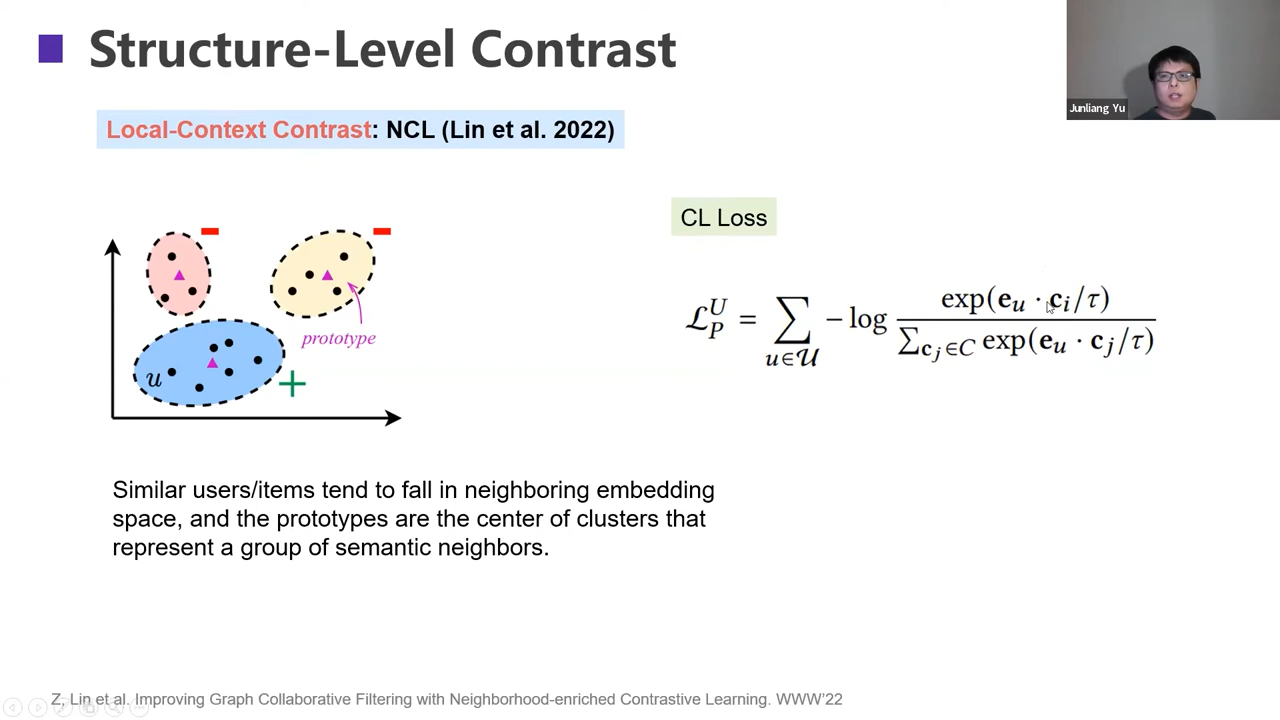 Structure-Level Contrast
Junliang Yu
Local-Context Contrast: NCL (Lin et al. 2022)
CL Loss
prototype
u
𝓛_P^U = ∑_{u∈𝓤} − log exp(𝐞_u · 𝐜_i/τ) / ∑_{𝐜_j∈C} exp(𝐞_u · 𝐜_j/τ)
Similar users/items tend to fall in neighboring embedding
space, and the prototypes are the center of clusters that
represent a group of semantic neighbors.
Z, Lin et al. Improving Graph Collaborative Filtering with Neighborhood-enriched Contrastive Learning. WWW'22